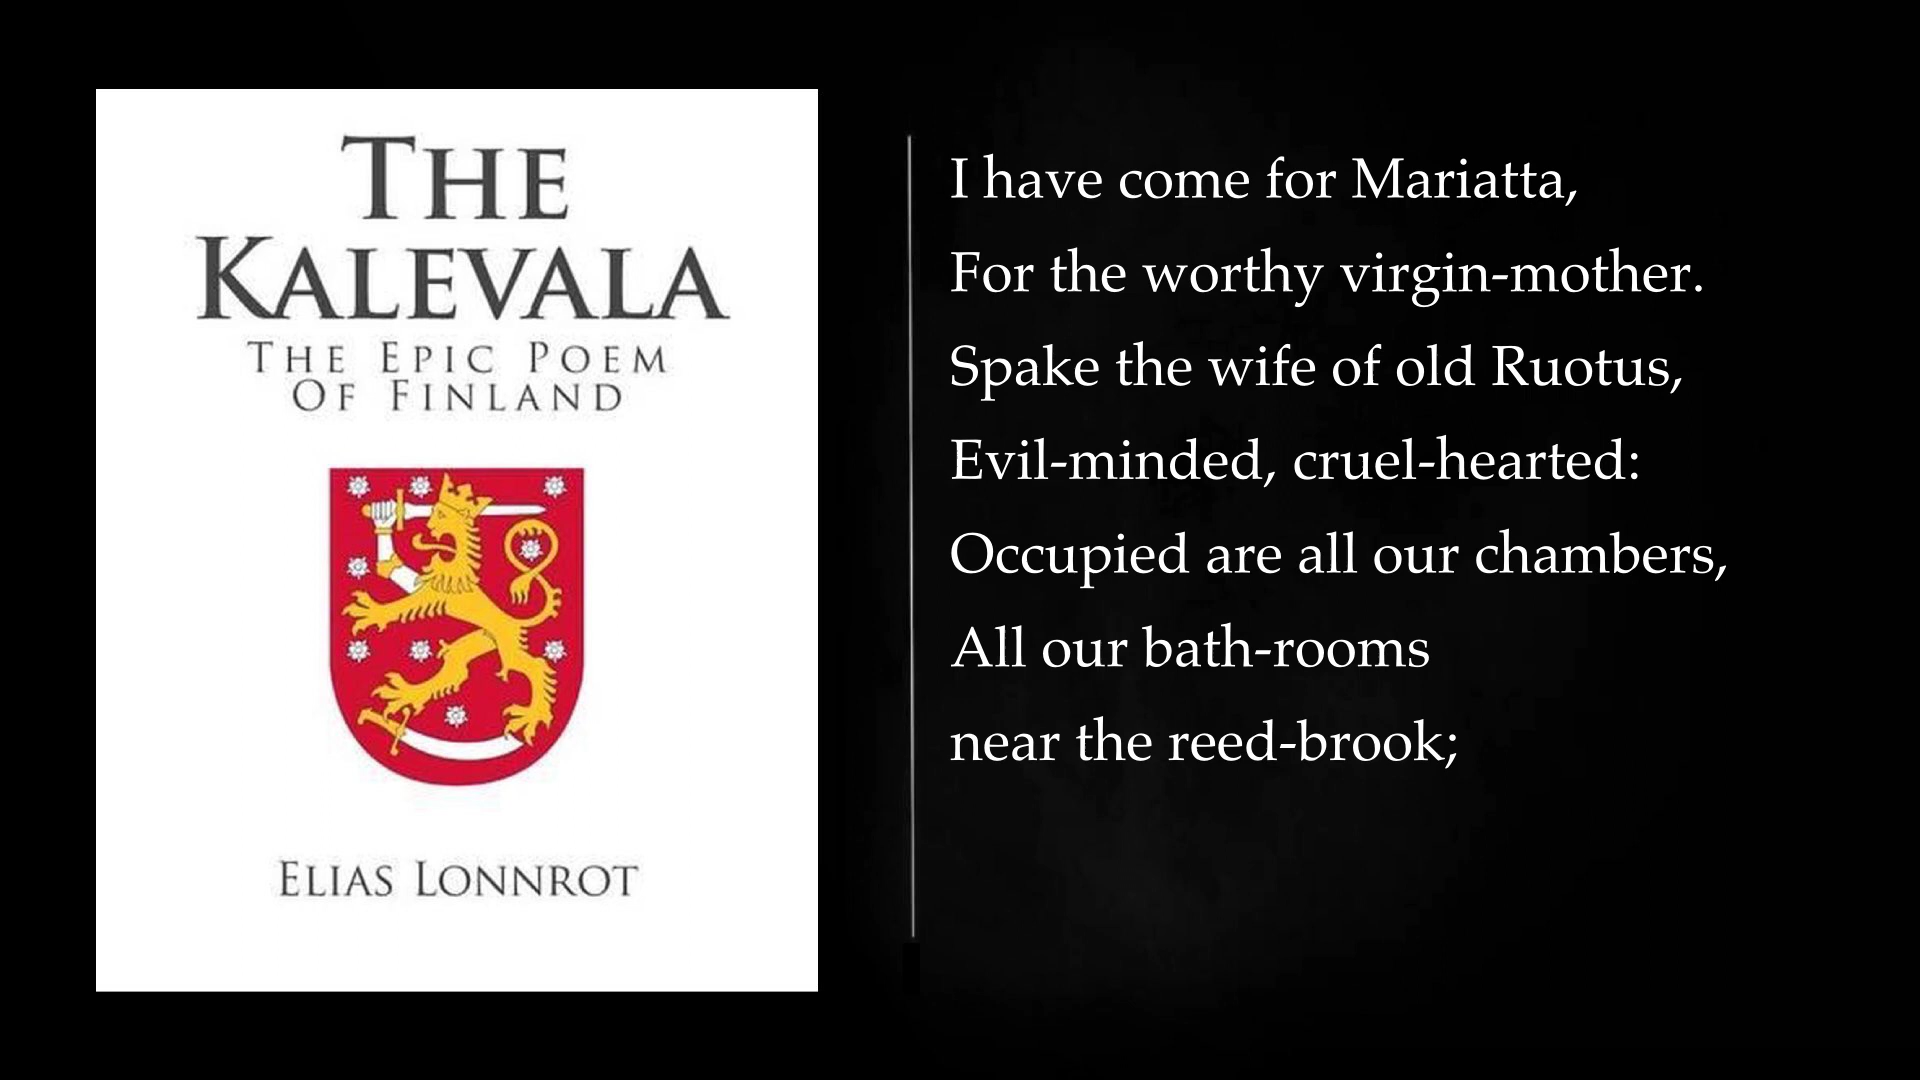 THE
KALEVALA
THE EPIC POEM
OF FINLAND
ELIAS LONNROT
I have come for Mariatta,
For the worthy virgin-mother.
Spake the wife of old Ruotus,
Evil-minded, cruel-hearted:
Occupied are all our chambers,
All our bath-rooms
near the reed-brook;